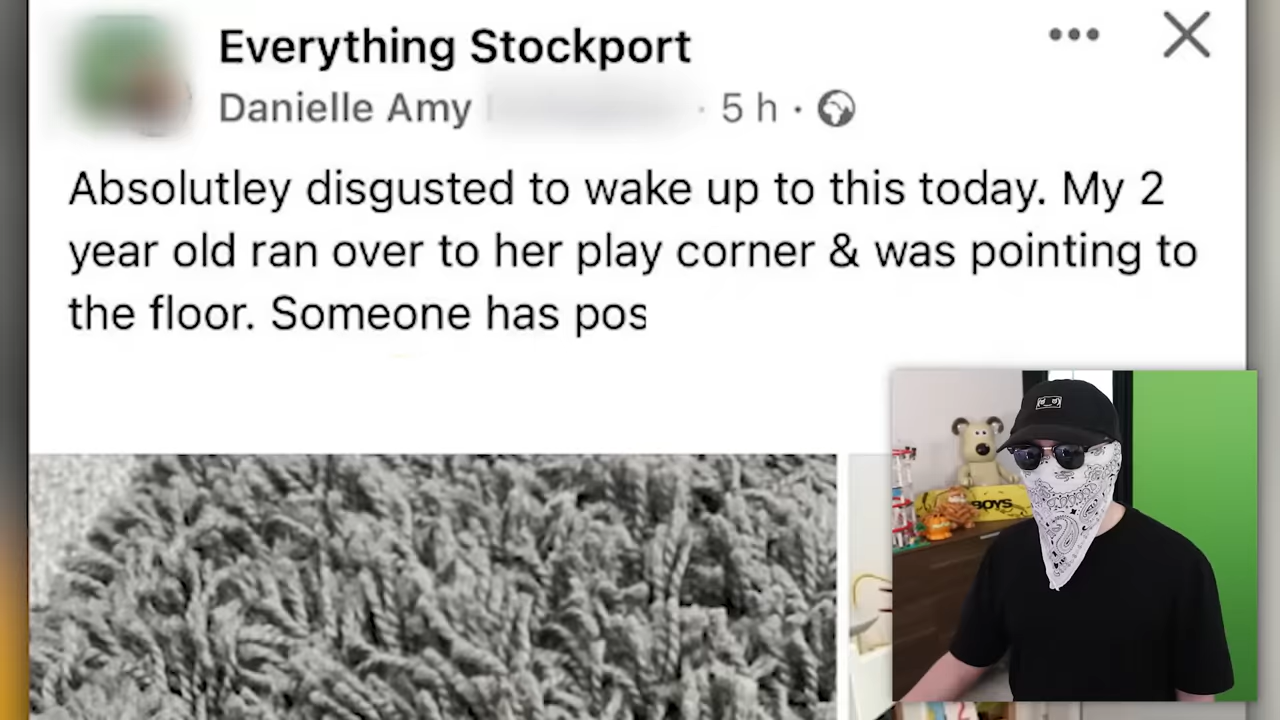 Everything Stockport
Danielle Amy
· 5 h ·
Absolutley disgusted to wake up to this today. My 2
year old ran over to her play corner & was pointing to
the floor. Someone has pos
BOYS